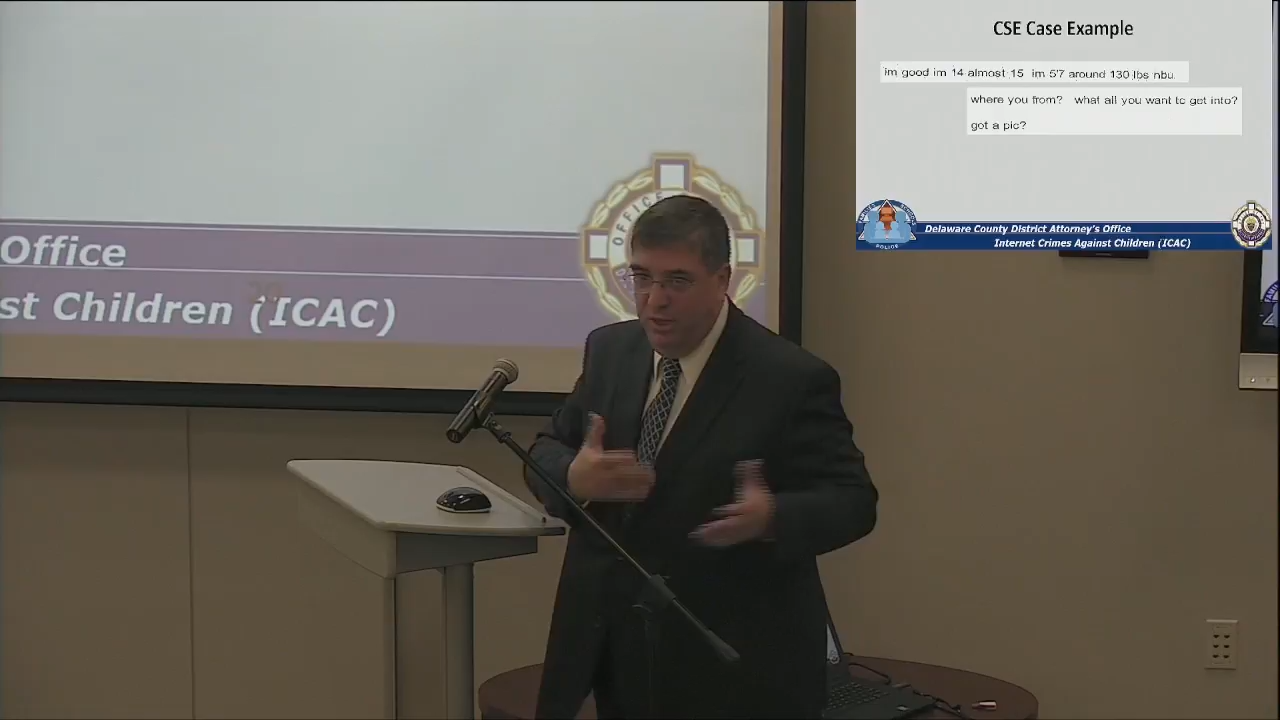 CSE Case Example
im good im 14 almost 15 im 5'7 around 130 lbs nbu
where you from? what all you want to get into?
got a pic?
POLICE
Delaware County District Attorney's Office
Internet Crimes Against Children (ICAC)
Office
st Children (ICAC)
OFFICE